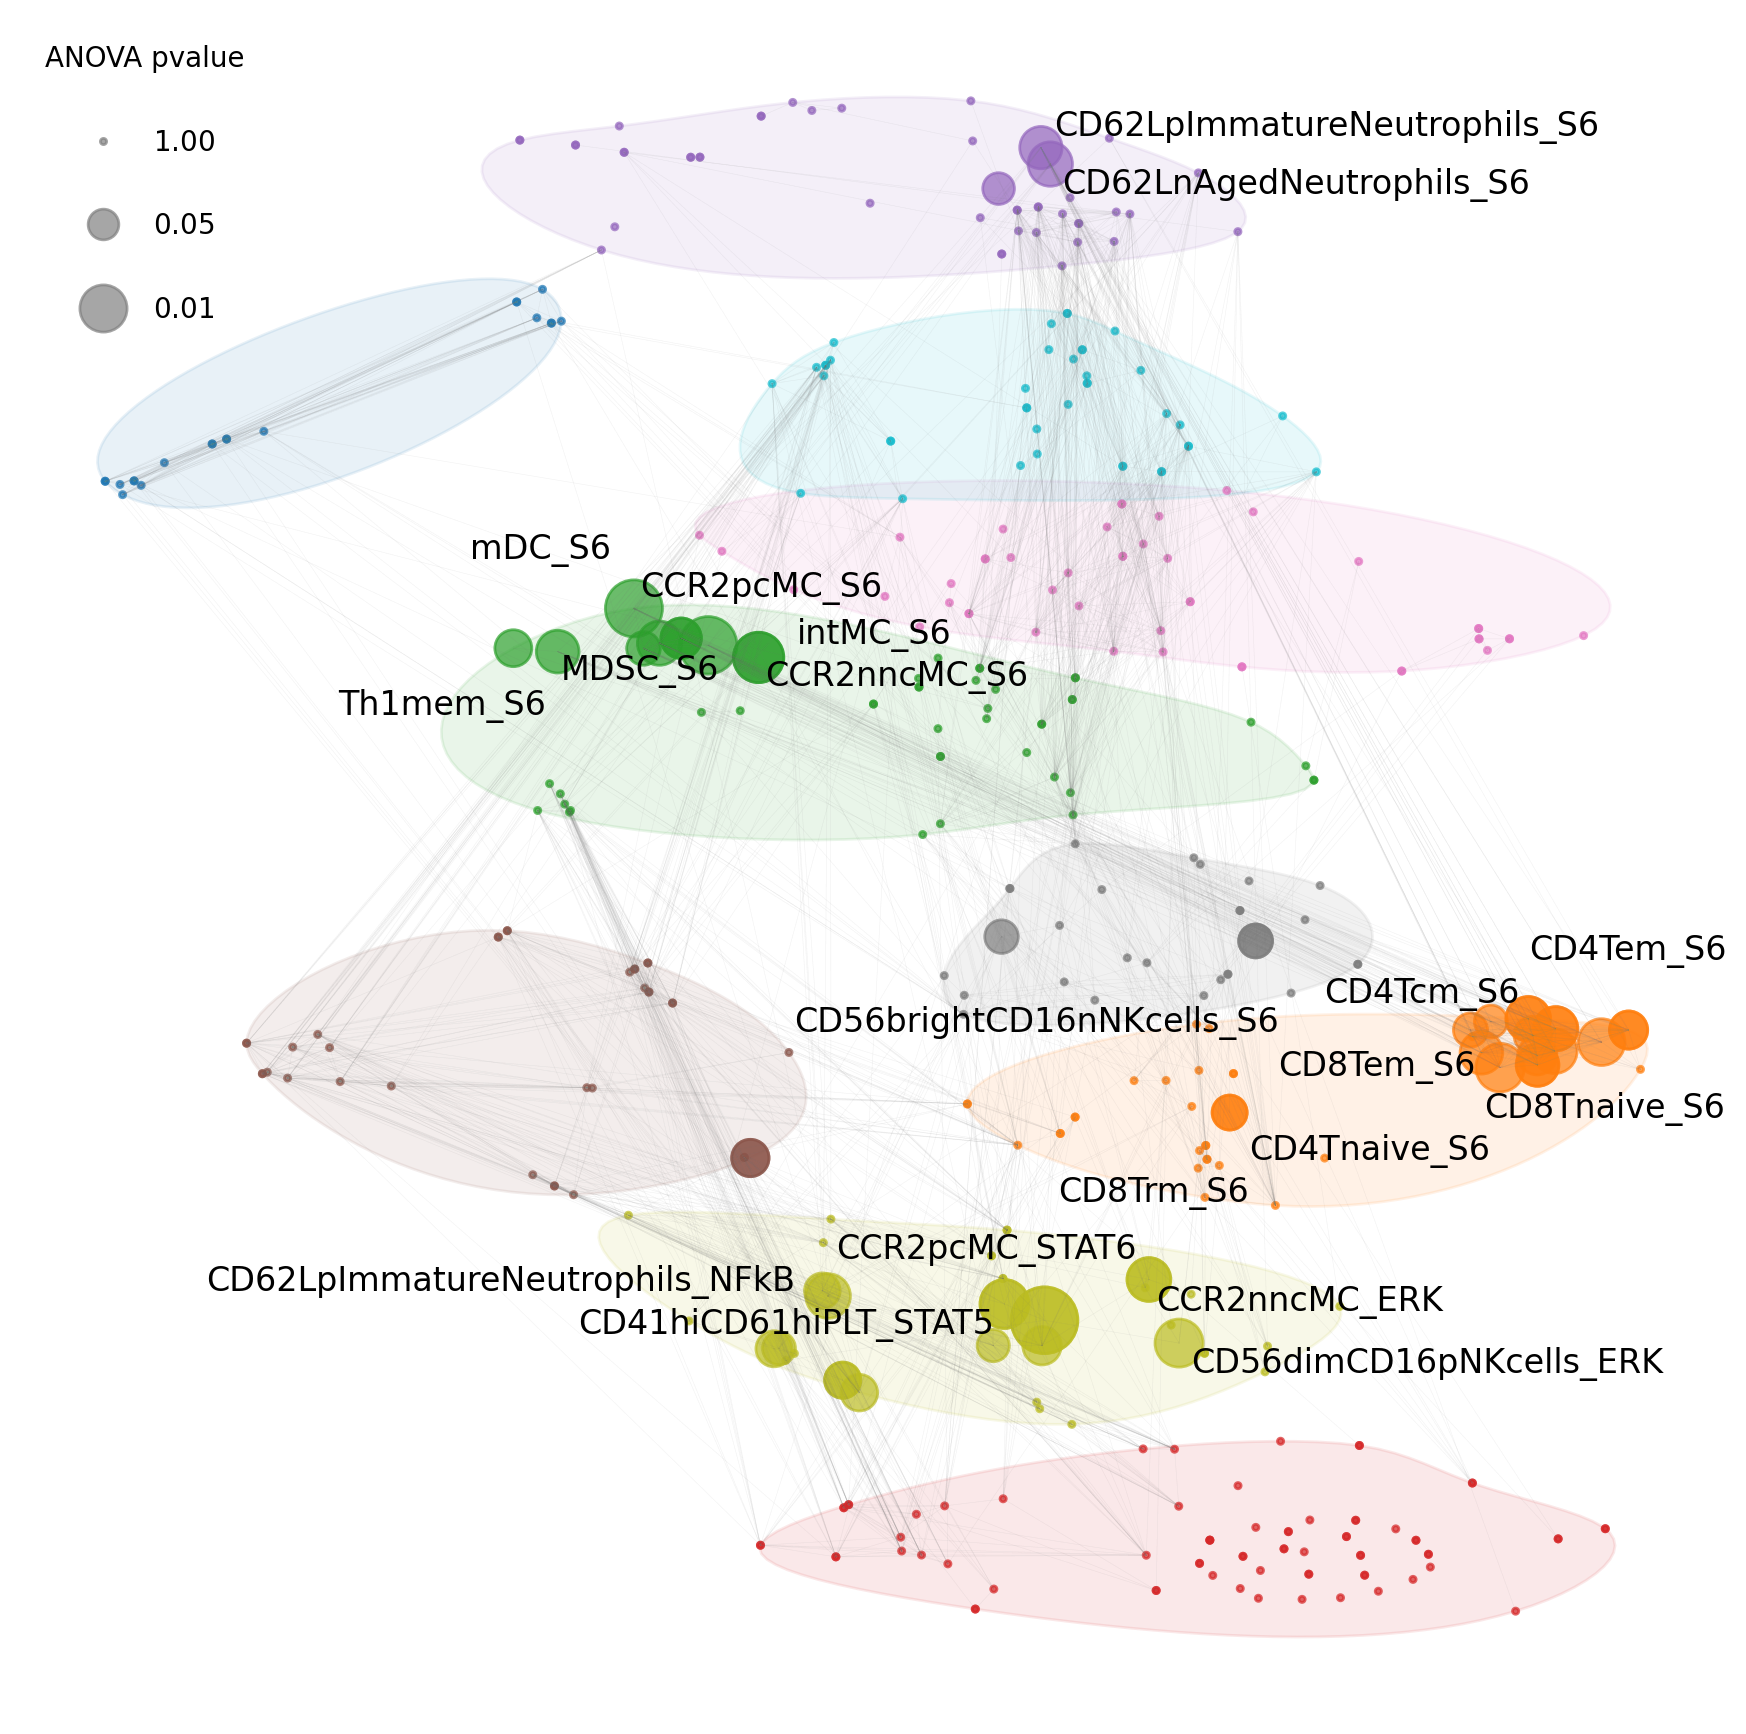 ANOVA pvalue
1.00
0.05
0.01
CD62LpImmatureNeutrophils_S6
CD62LnAgedNeutrophils_S6
mDC_S6
CCR2pcMC_S6
intMC_S6
MDSC_S6
CCR2nncMC_S6
Th1mem_S6
CD4Tem_S6
CD4Tcm_S6
CD56brightCD16nNKcells_S6
CD8Tem_S6
CD8Tnaive_S6
CD4Tnaive_S6
CD8Trm_S6
CCR2pcMC_STAT6
CD62LpImmatureNeutrophils_NFkB
CCR2nncMC_ERK
CD41hiCD61hiPLT_STAT5
CD56dimCD16pNKcells_ERK